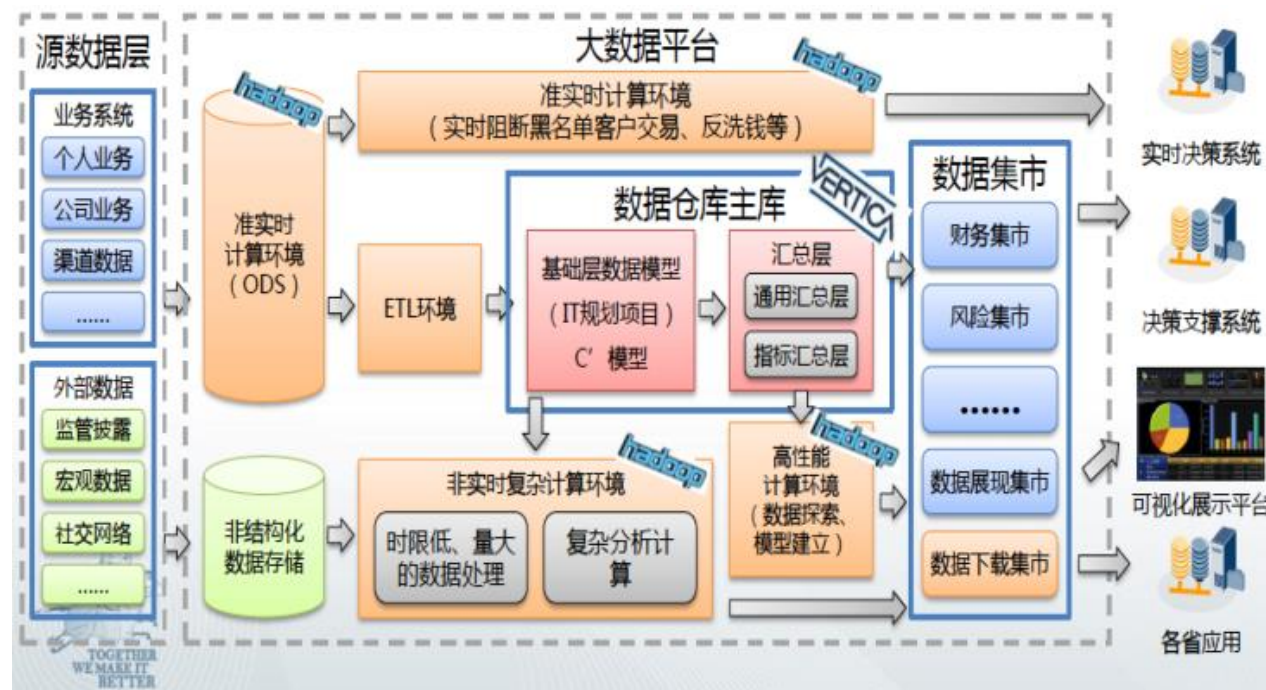 源数据层
业务系统
个人业务
公司业务
渠道数据
......
外部数据
监管披露
宏观数据
社交网络
......
TOGETHER
WE MAKE IT
BETTER
大数据平台
hadoop
准实时
计算环境
（ODS）
hadoop
准实时计算环境
（实时阻断黑名单客户交易、反洗钱等）
ETL环境
VERTICA
数据仓库主库
基础层数据模型
（IT规划项目）
C’模型
汇总层
通用汇总层
指标汇总层
非结构化
数据存储
hadoop
非实时复杂计算环境
时限低、量大
的数据处理
复杂分析计
算
hadoop
高性能
计算环境
（数据探索、
模型建立）
数据集市
财务集市
风险集市
......
数据展现集市
数据下载集市
实时决策系统
决策支撑系统
可视化展示平台
各省应用